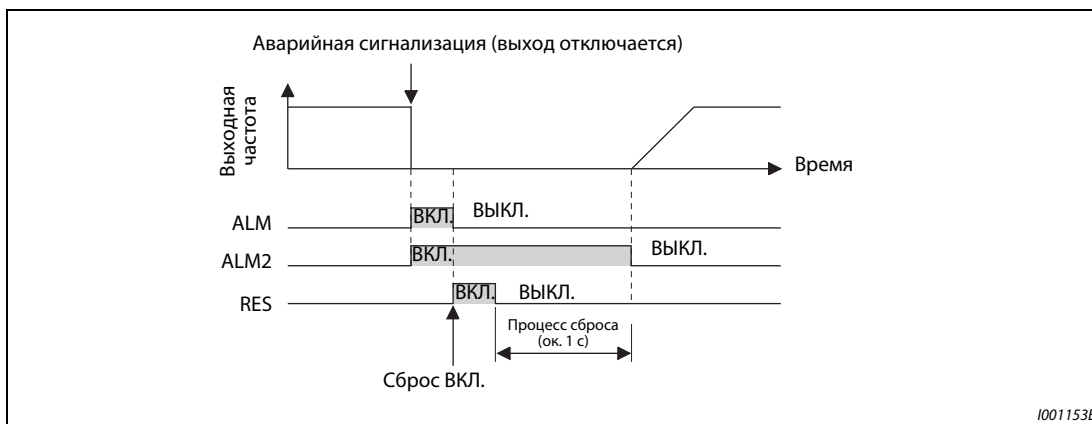 Аварийная сигнализация (выход отключается)
Выходная
частота
Время
ALM
ВКЛ.
ВЫКЛ.
ALM2
ВКЛ.
ВЫКЛ.
RES
ВКЛ.
ВЫКЛ.
Процесс сброса
(ок. 1 с)
Сброс ВКЛ.
I001153E